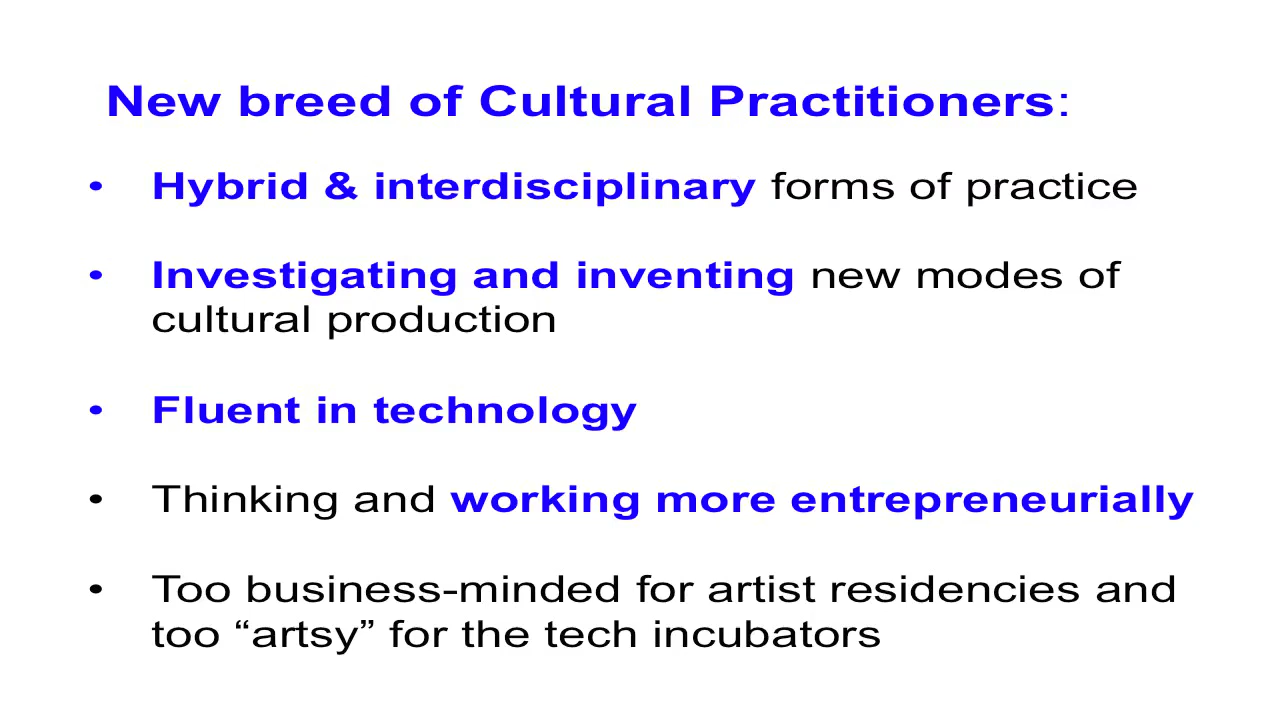 New breed of Cultural Practitioners:
• Hybrid & interdisciplinary forms of practice
• Investigating and inventing new modes of
cultural production
• Fluent in technology
• Thinking and working more entrepreneurially
• Too business-minded for artist residencies and
too “artsy” for the tech incubators